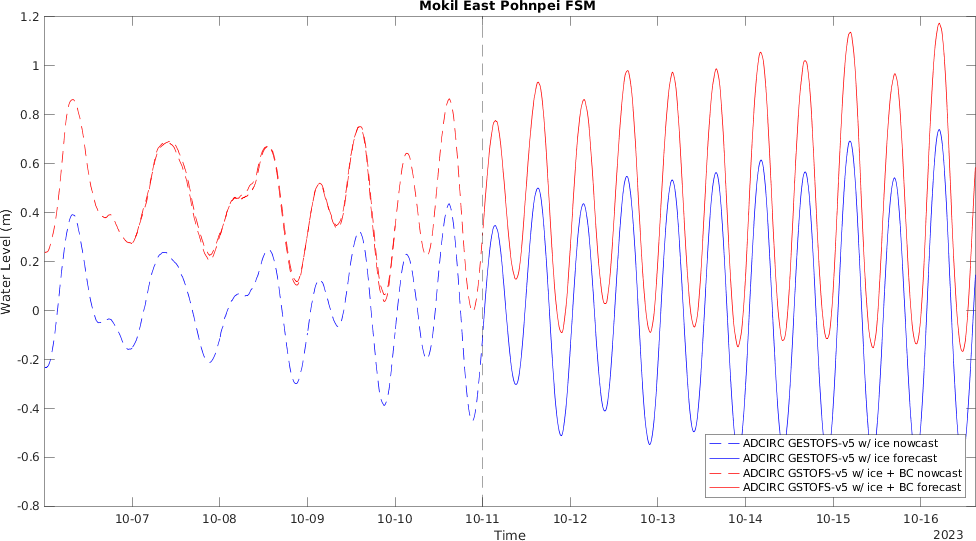 Mokil East Pohnpei FSM
1.2
1
0.8
0.6
0.4
0.2
0
-0.2
-0.4
-0.6
-0.8
Water Level (m)
ADCIRC GESTOFS-v5 w/ ice nowcast
ADCIRC GESTOFS-v5 w/ ice forecast
ADCIRC GSTOFS-v5 w/ ice + BC nowcast
ADCIRC GSTOFS-v5 w/ ice + BC forecast
10-07 10-08 10-09 10-10 10-11 10-12 10-13 10-14 10-15 10-16
Time
2023